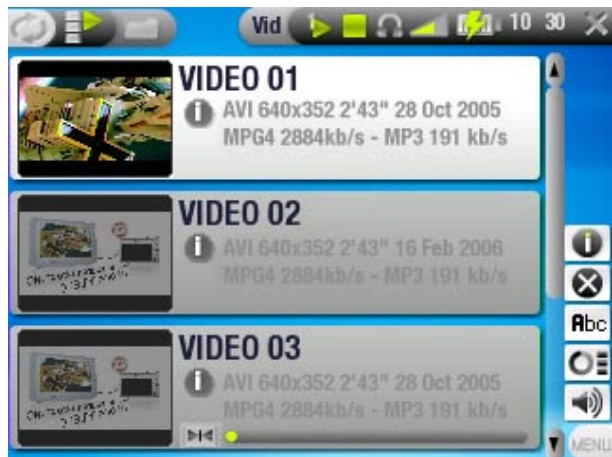 Vid 10 30
VIDEO 01
AVI 640x352 2'43" 28 Oct 2005
MPG4 2884kb/s - MP3 191 kb/s
VIDEO 02
AVI 640x352 2'43" 16 Feb 2006
MPG4 2884kb/s - MP3 191 kb/s
Abc
VIDEO 03
AVI 640x352 2'43" 28 Oct 2005
MPG4 2884kb/s - MP3 191 kb/s
MENU